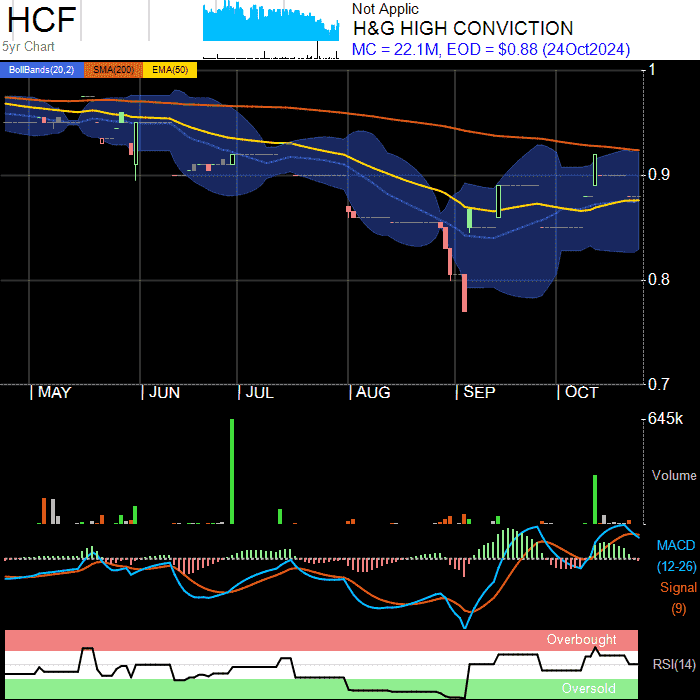 HCF
5yr Chart
Not Applic
H&G HIGH CONVICTION
MC = 22.1M, EOD = $0.88 (24Oct2024)
BollBands(20,2) SMA(200) EMA(50)
1
0.9
0.8
0.7
MAY JUN JUL AUG SEP OCT
645k
Volume
MACD
(12-26)
Signal
(9)
Overbought
RSI(14)
Oversold